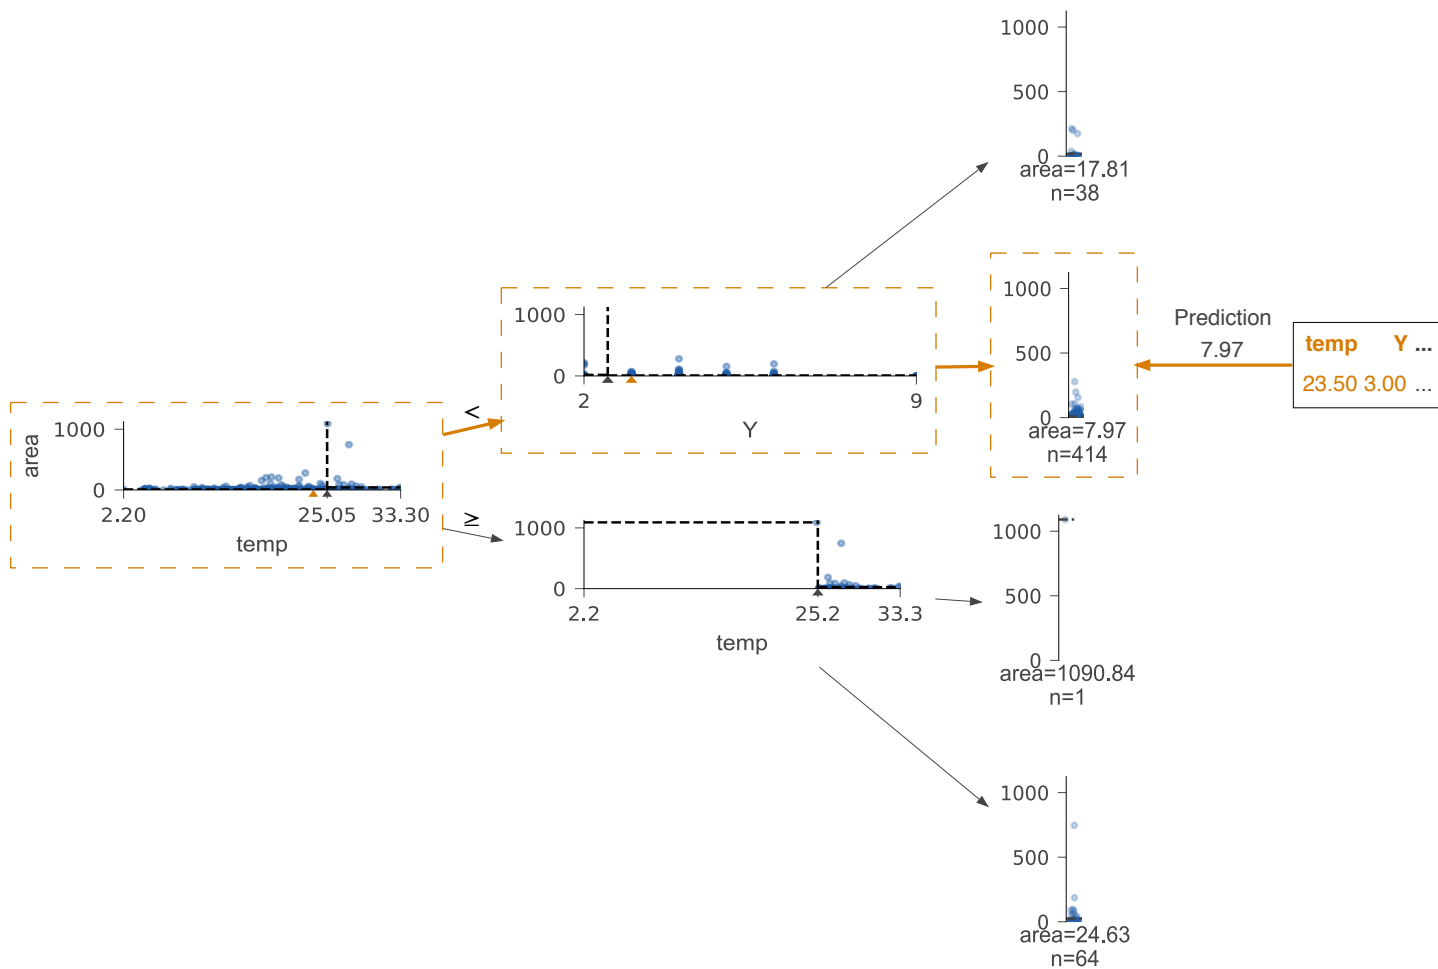 1000
500
0
area=17.81
n=38
1000
500
0
area=7.97
n=414
Prediction
7.97
temp Y ...
23.50 3.00 ...
1000
0
2 9
Y
<
area
1000
0
2.20 25.05 33.30
temp
≥
1000
0
2.2 25.2 33.3
temp
1000
500
0
area=1090.84
n=1
1000
500
0
area=24.63
n=64